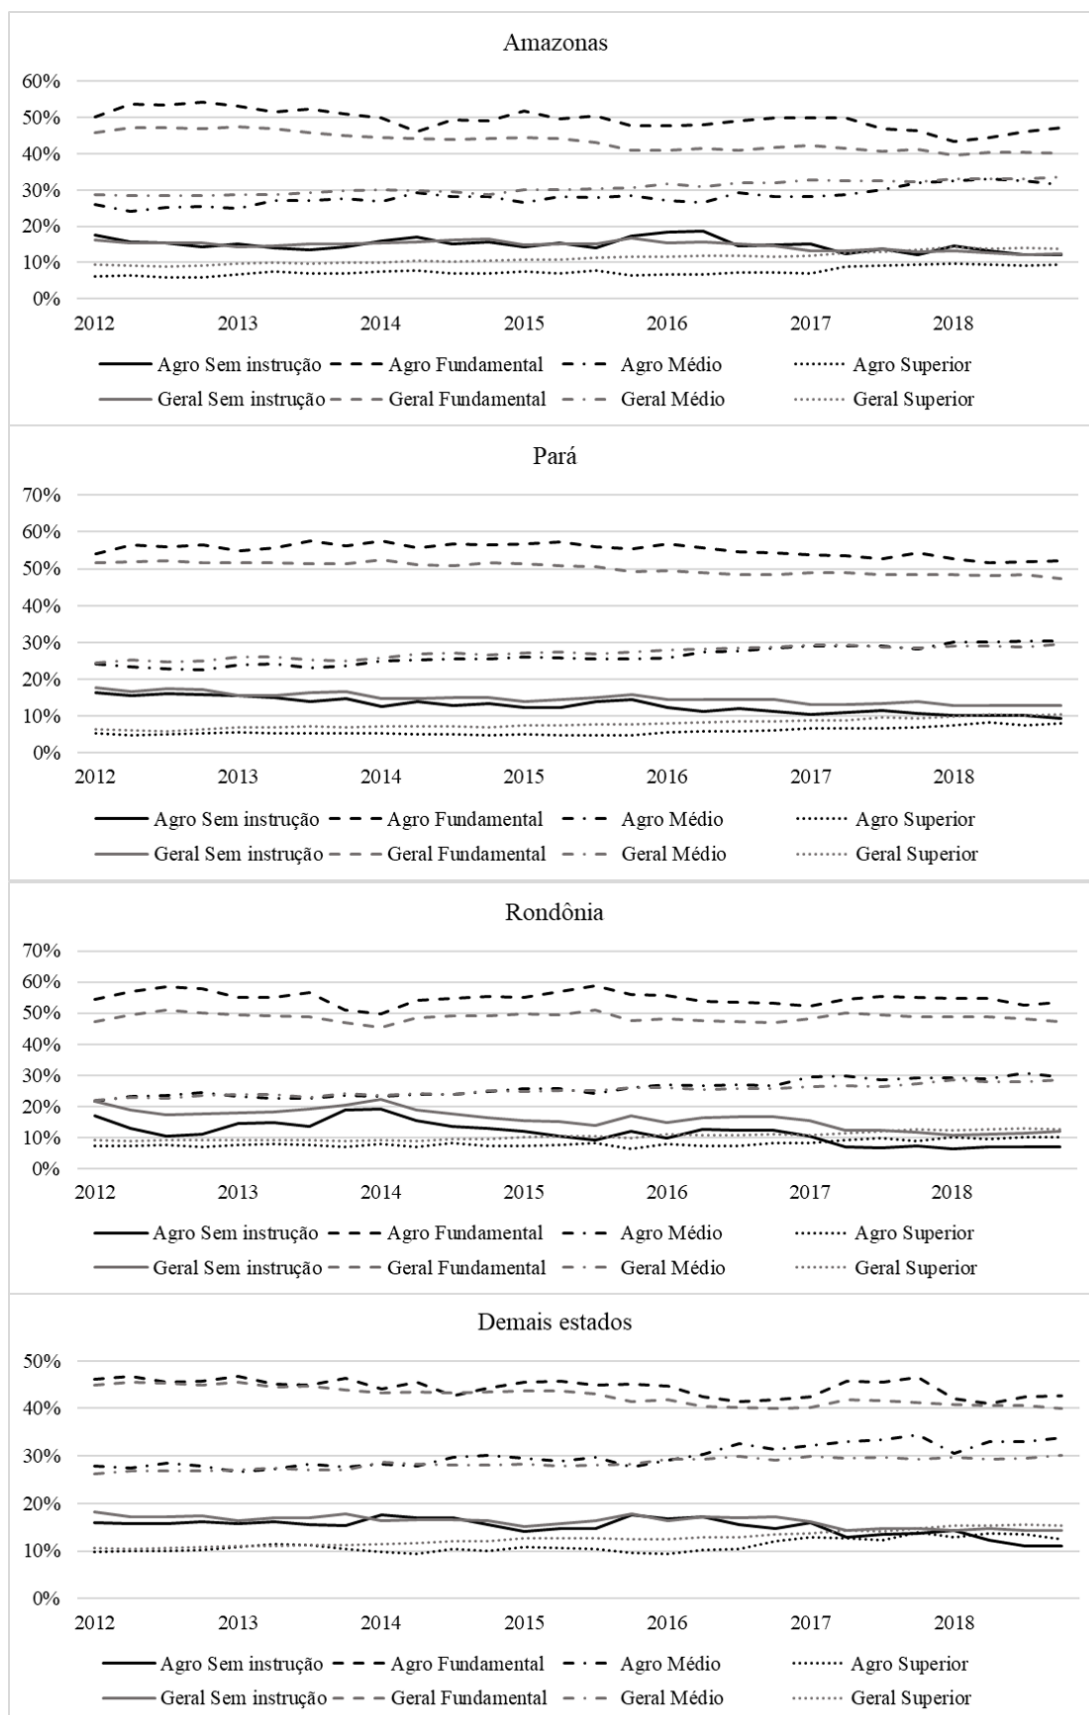 Amazonas
60%
50%
40%
30%
20%
10%
0%
2012 2013 2014 2015 2016 2017 2018
Agro Sem instrução Agro Fundamental Agro Médio Agro Superior
Geral Sem instrução Geral Fundamental Geral Médio Geral Superior
Pará
70%
60%
50%
40%
30%
20%
10%
0%
2012 2013 2014 2015 2016 2017 2018
Agro Sem instrução Agro Fundamental Agro Médio Agro Superior
Geral Sem instrução Geral Fundamental Geral Médio Geral Superior
Rondônia
70%
60%
50%
40%
30%
20%
10%
0%
2012 2013 2014 2015 2016 2017 2018
Agro Sem instrução Agro Fundamental Agro Médio Agro Superior
Geral Sem instrução Geral Fundamental Geral Médio Geral Superior
Demais estados
50%
40%
30%
20%
10%
0%
2012 2013 2014 2015 2016 2017 2018
Agro Sem instrução Agro Fundamental Agro Médio Agro Superior
Geral Sem instrução Geral Fundamental Geral Médio Geral Superior